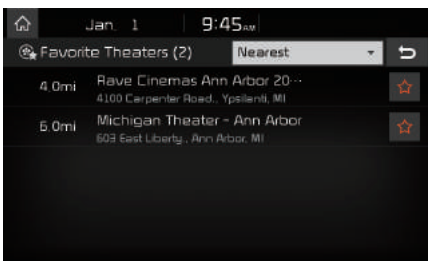 Jan. 1 9:45AM
Favorite Theaters (2) Nearest
4.0mi Rave Cinemas Ann Arbor 20···
4100 Carpenter Road., Ypsilanti, MI
6.0mi Michigan Theater - Ann Arbor
603 East Liberty., Ann Arbor, MI